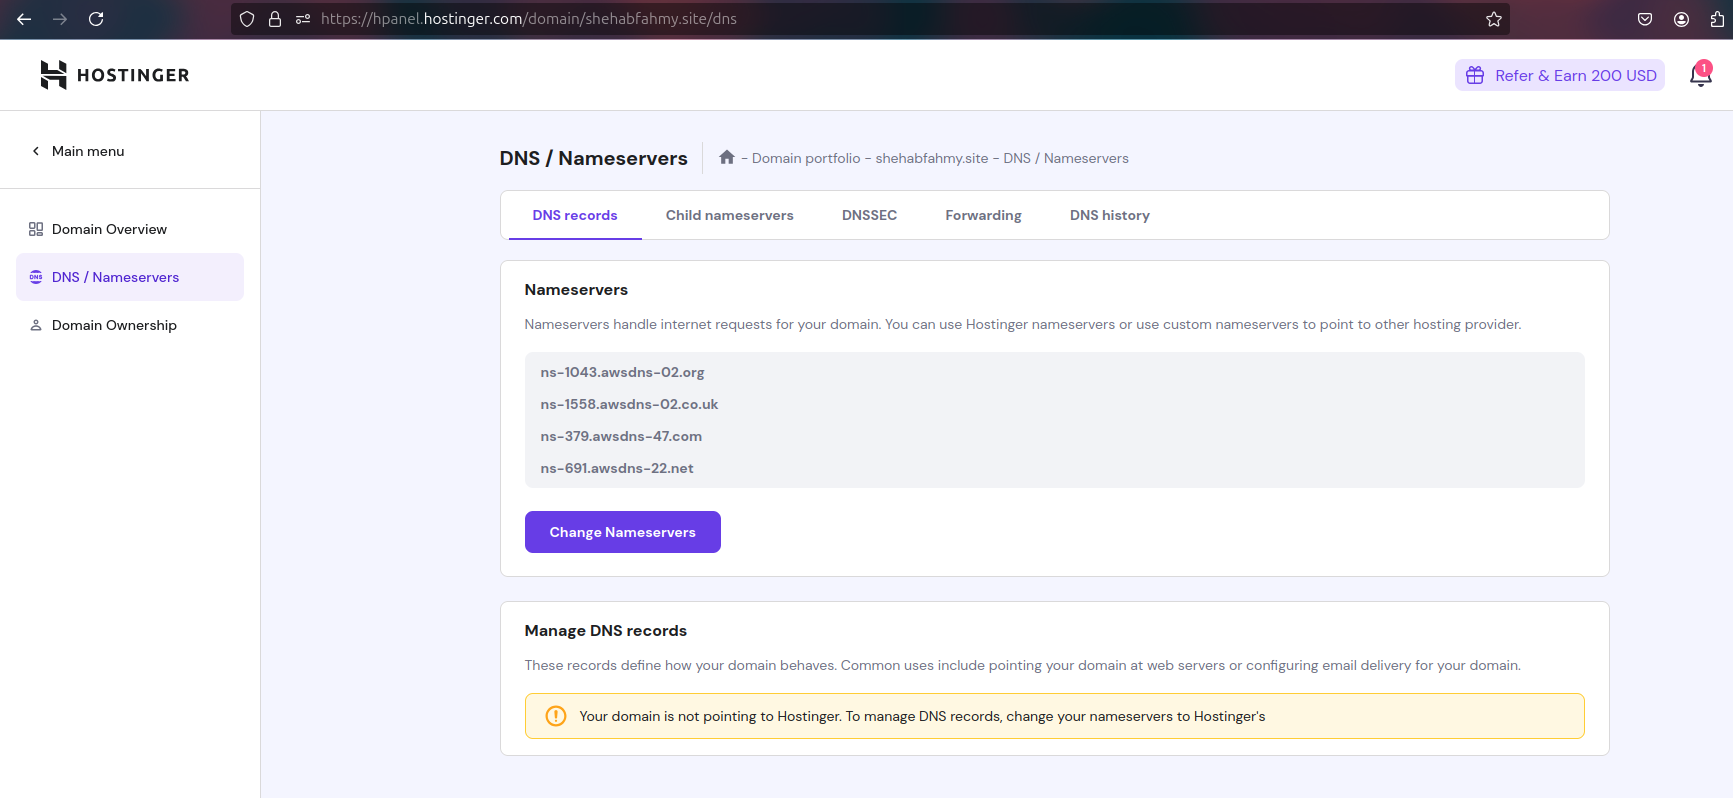 https://hpanel.hostinger.com/domain/shehabfahmy.site/dns
HOSTINGER
Refer & Earn 200 USD
1
Main menu
Domain Overview
DNS / Nameservers
Domain Ownership
DNS / Nameservers
- Domain portfolio - shehabfahmy.site - DNS / Nameservers
DNS records Child nameservers DNSSEC Forwarding DNS history
Nameservers
Nameservers handle internet requests for your domain. You can use Hostinger nameservers or use custom nameservers to point to other hosting provider.
ns-1043.awsdns-02.org
ns-1558.awsdns-02.co.uk
ns-379.awsdns-47.com
ns-691.awsdns-22.net
Change Nameservers
Manage DNS records
These records define how your domain behaves. Common uses include pointing your domain at web servers or configuring email delivery for your domain.
Your domain is not pointing to Hostinger. To manage DNS records, change your nameservers to Hostinger's